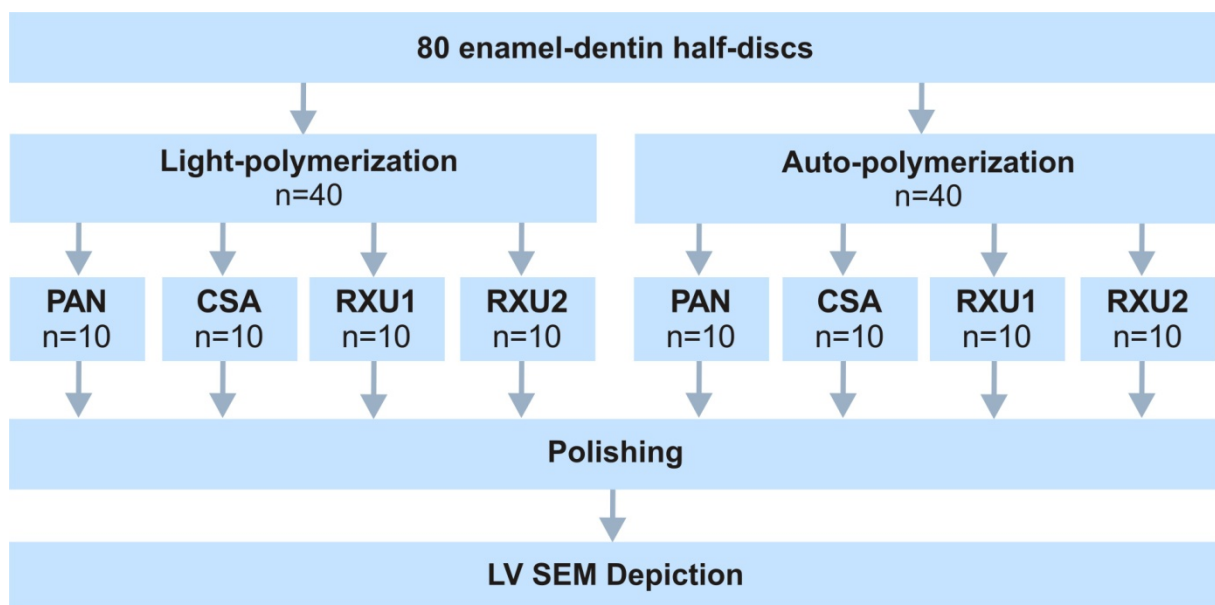 80 enamel-dentin half-discs
Light-polymerization
n=40
Auto-polymerization
n=40
PAN
n=10
CSA
n=10
RXU1
n=10
RXU2
n=10
PAN
n=10
CSA
n=10
RXU1
n=10
RXU2
n=10
Polishing
LV SEM Depiction